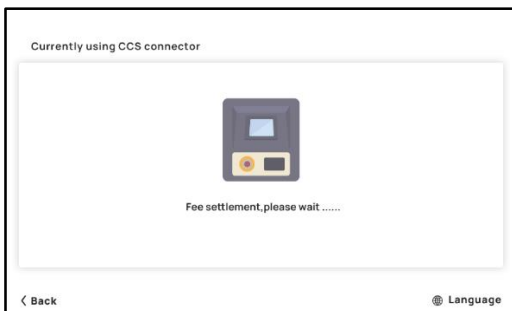 Currently using CCS connector
Fee settlement,please wait ......
Back
Language